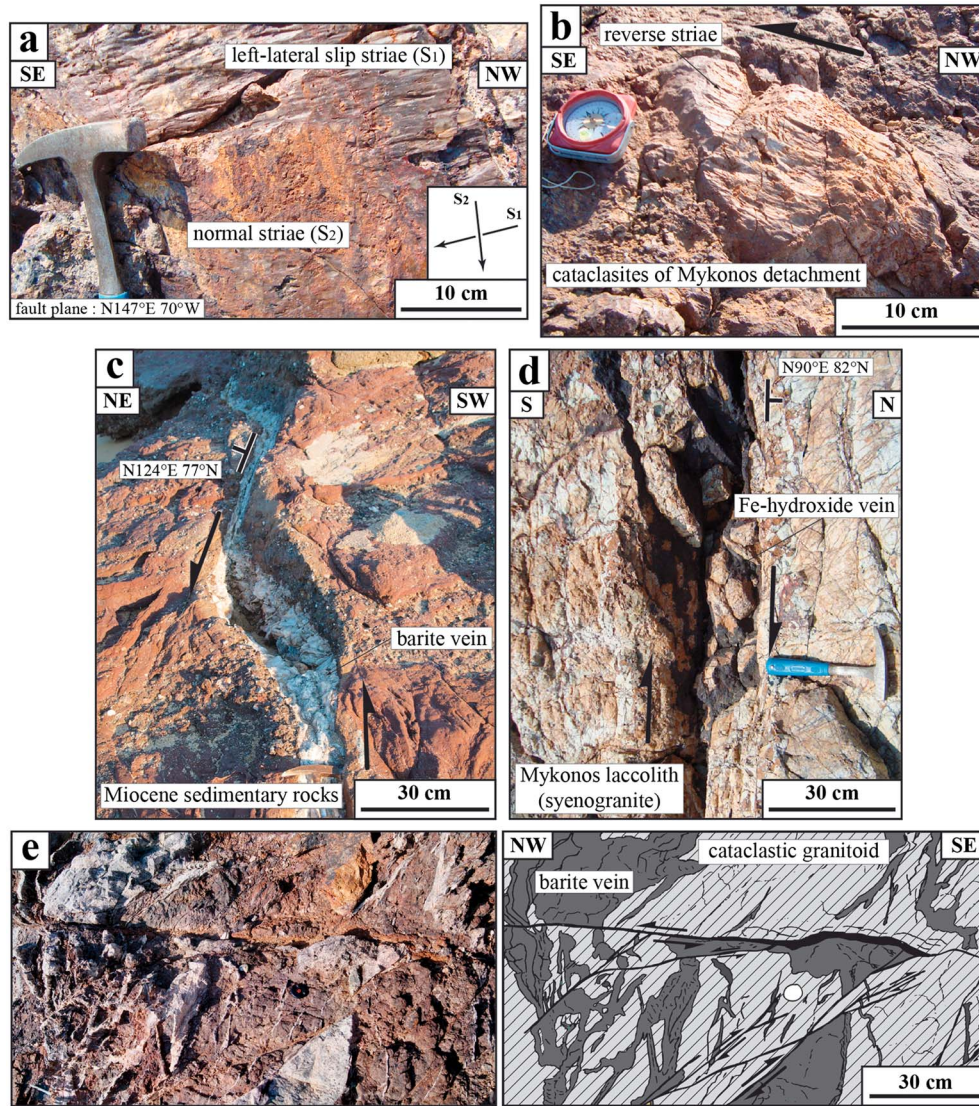 a
SE
left-lateral slip striae (S1)
NW
normal striae (S2)
S2
S1
fault plane : N147°E 70°W
10 cm
b
reverse striae
SE
NW
cataclasites of Mykonos detachment
10 cm
c
NE
SW
N124°E 77°N
barite vein
Miocene sedimentary rocks
30 cm
d
N90°E 82°N
S
N
Fe-hydroxide vein
Mykonos laccolith
(syenogranite)
30 cm
e
NW
cataclastic granitoid
SE
barite vein
30 cm